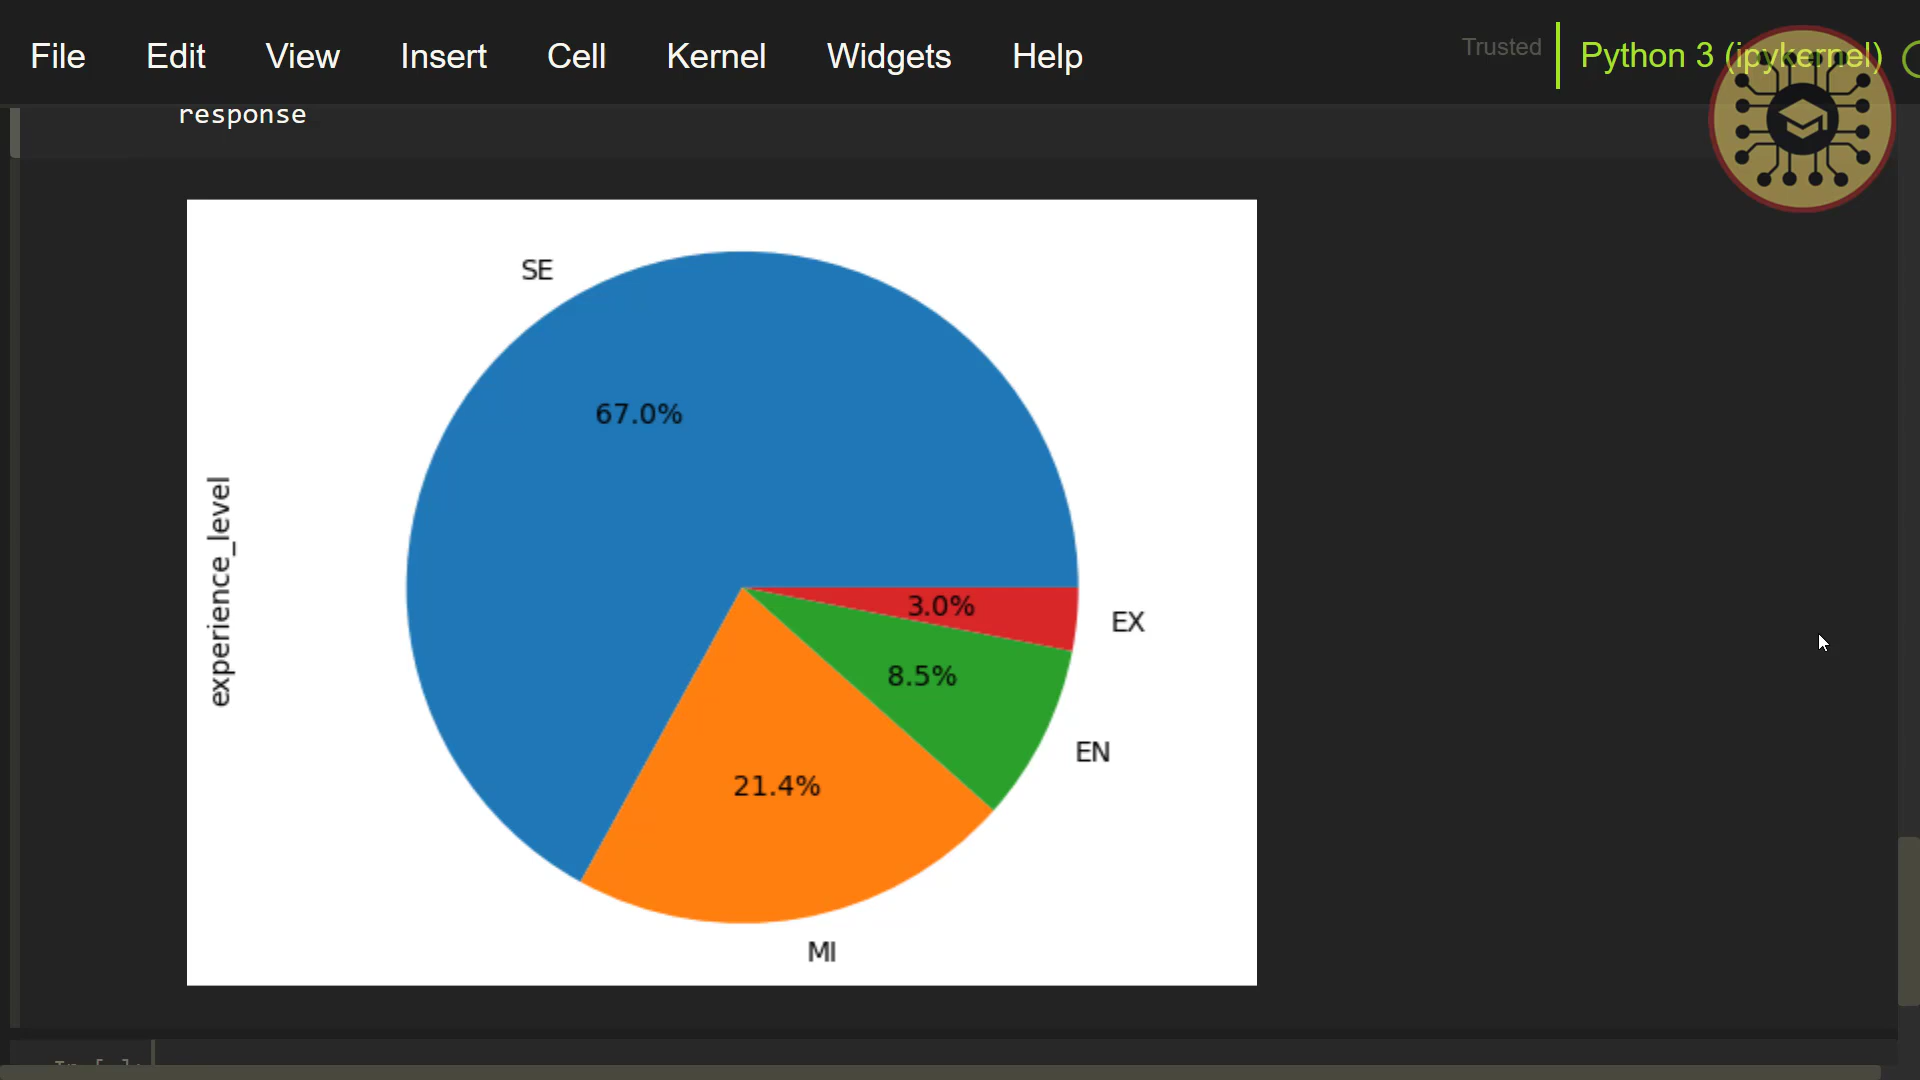 File Edit View Insert Cell Kernel Widgets Help Trusted Python 3 (ipykernel)
response
SE
67.0%
experience_level
3.0%
EX
8.5%
EN
21.4%
MI